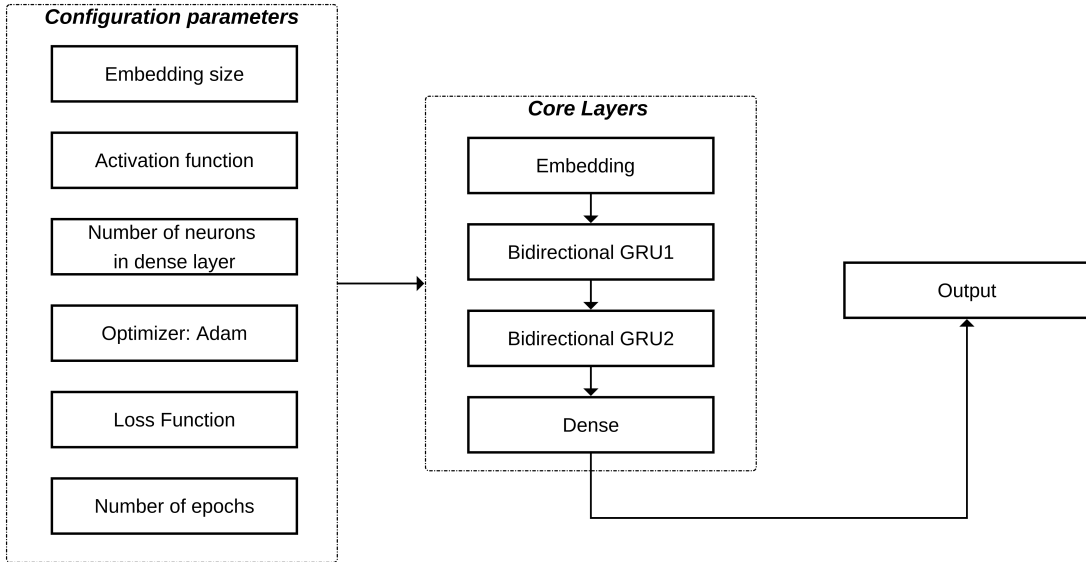 Configuration parameters
Embedding size
Activation function
Number of neurons
in dense layer
Optimizer: Adam
Loss Function
Number of epochs
Core Layers
Embedding
Bidirectional GRU1
Bidirectional GRU2
Dense
Output